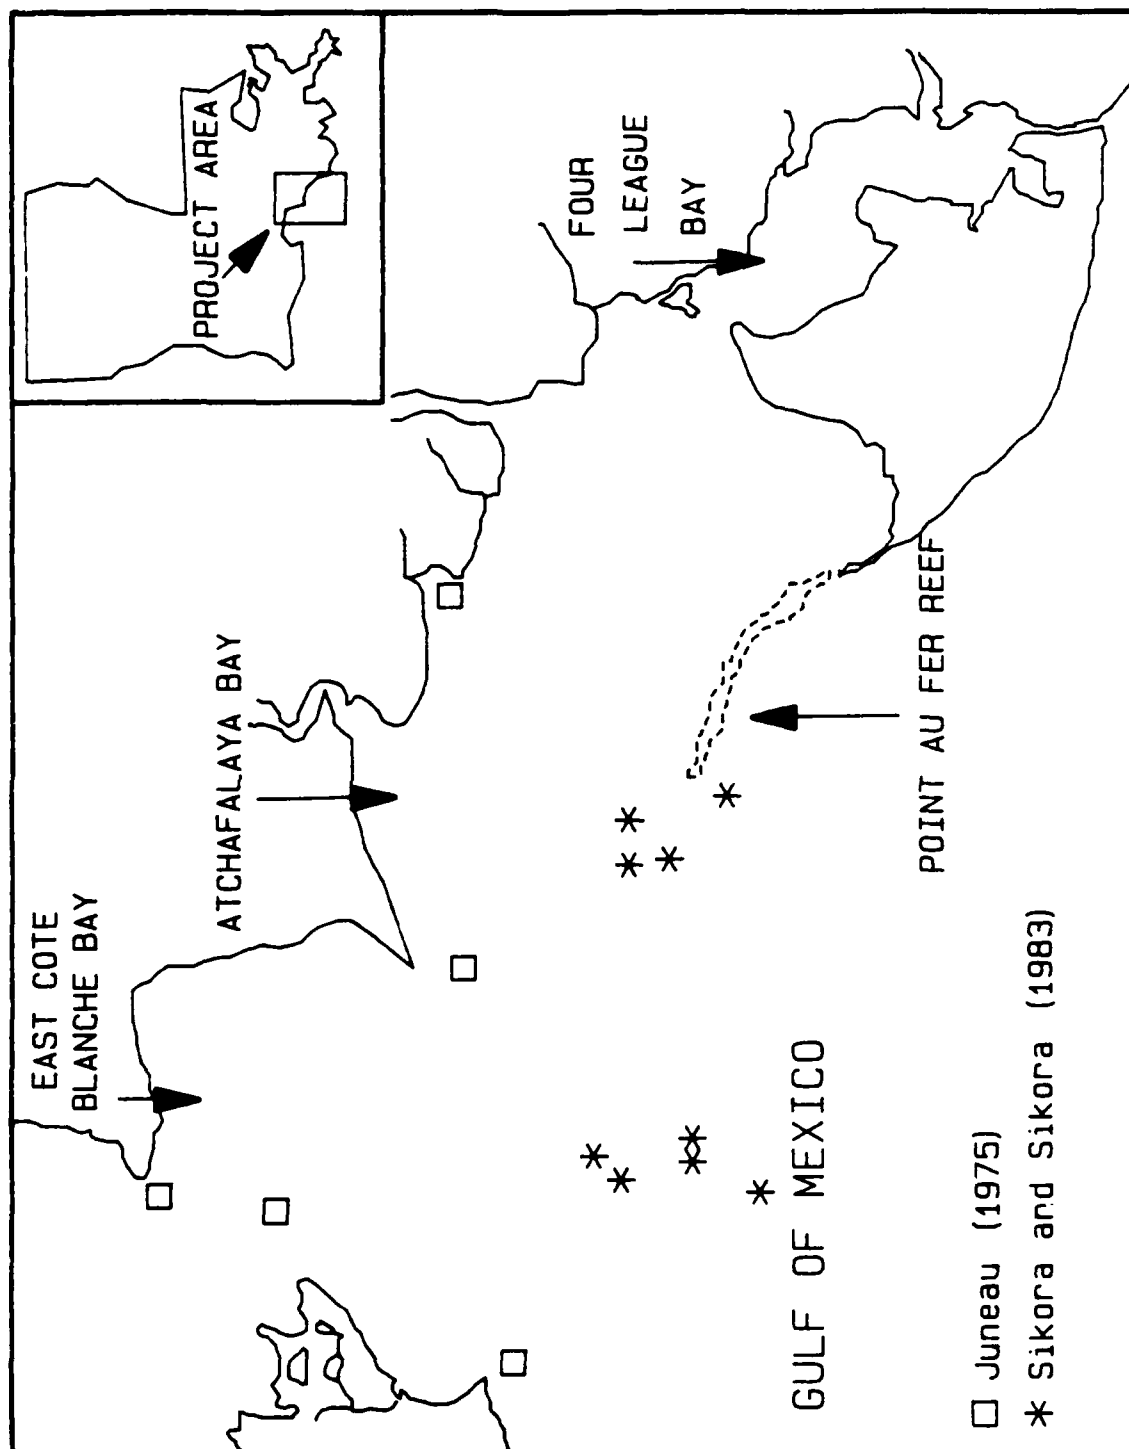 PROJECT AREA
FOUR
LEAGUE
BAY
ATCHAFALAYA BAY
EAST COTE
BLANCHE BAY
POINT AU FER REEF
GULF OF MEXICO
□ Juneau (1975)
* Sikora and Sikora (1983)